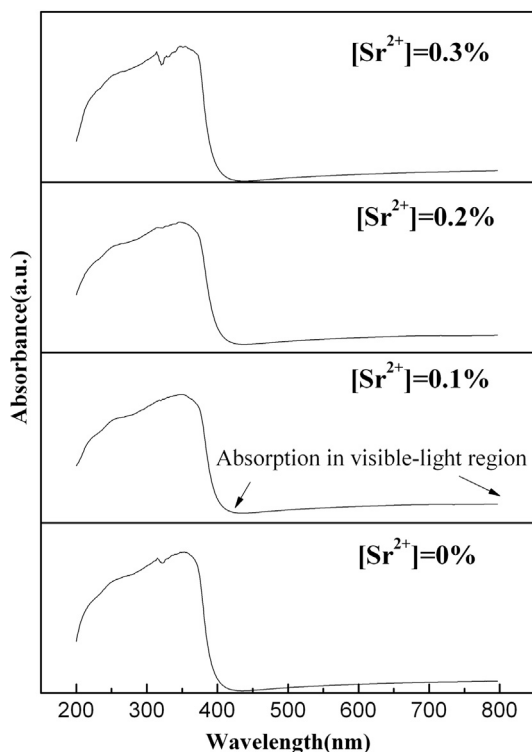 [Sr²⁺]=0.3%
[Sr²⁺]=0.2%
[Sr²⁺]=0.1%
Absorption in visible-light region
[Sr²⁺]=0%
Absorbance(a.u.)
200 300 400 500 600 700 800
Wavelength(nm)